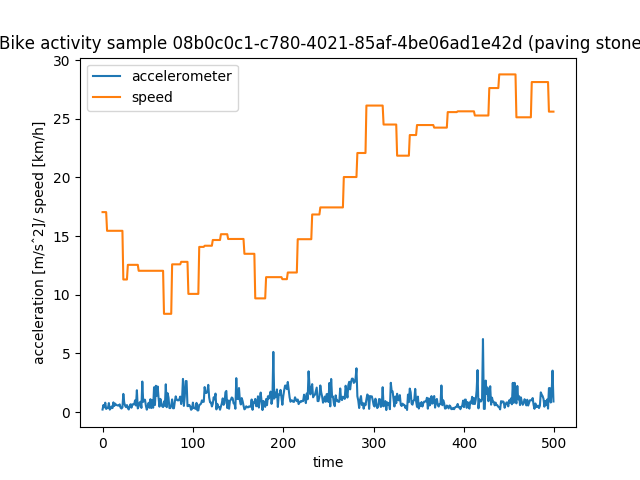 Bike activity sample 08b0c0c1-c780-4021-85af-4be06ad1e42d (paving stone
accelerometer
speed
acceleration [m/s^2]/ speed [km/h]
30
25
20
15
10
5
0
0 100 200 300 400 500
time